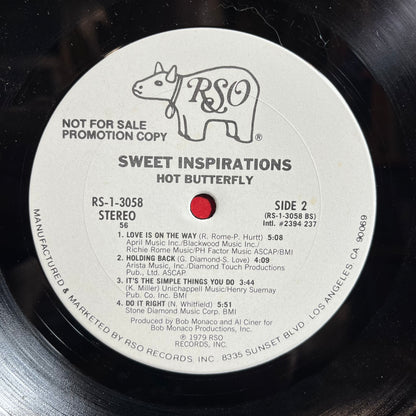 RSO
®
NOT FOR SALE
PROMOTION COPY
SWEET INSPIRATIONS
HOT BUTTERFLY
RS-1-3058
STEREO
56
SIDE 2
(RS-1-3058 BS)
Intl. #2394 237
1. LOVE IS ON THE WAY (R. Rome-P. Hurtt) 5:08
April Music Inc./Blackwood Music Inc./
Richie Rome Music/PH Factor Music ASCAP/BMI
2. HOLDING BACK (G. Diamond-S. Love) 4:09
Arista Music, Inc./Diamond Touch Productions
Pub., Ltd. ASCAP
3. IT'S THE SIMPLE THINGS YOU DO 3:44
(K. Miller) Unichappell Music/Henry Suemay
Pub. Co. Inc. BMI
4. DO IT RIGHT (N. Whitfield) 5:51
Stone Diamond Music Corp. BMI
Produced by Bob Monaco and Al Ciner for
Bob Monaco Productions, Inc.
℗ 1979 RSO
RECORDS, INC.
MANUFACTURED & MARKETED BY RSO RECORDS, INC. 8335 SUNSET BLVD. LOS ANGELES CA 90069